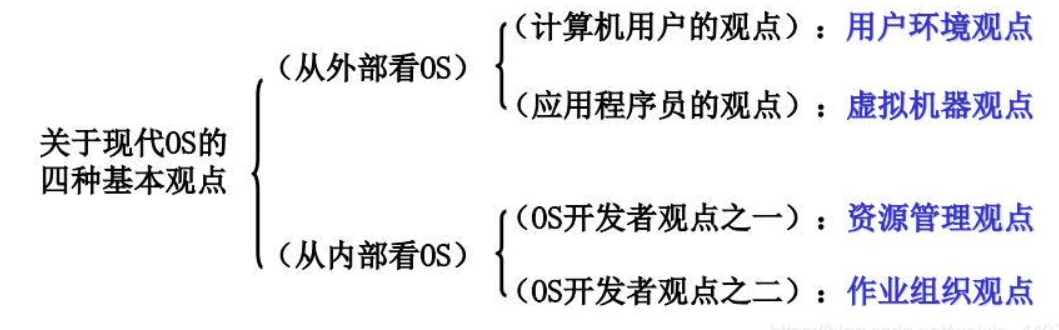 (计算机用户的观点)：用户环境观点
(从外部看OS)
(应用程序员的观点)：虚拟机器观点
关于现代OS的
四种基本观点
(OS开发者观点之一)：资源管理观点
(从内部看OS)
(OS开发者观点之二)：作业组织观点